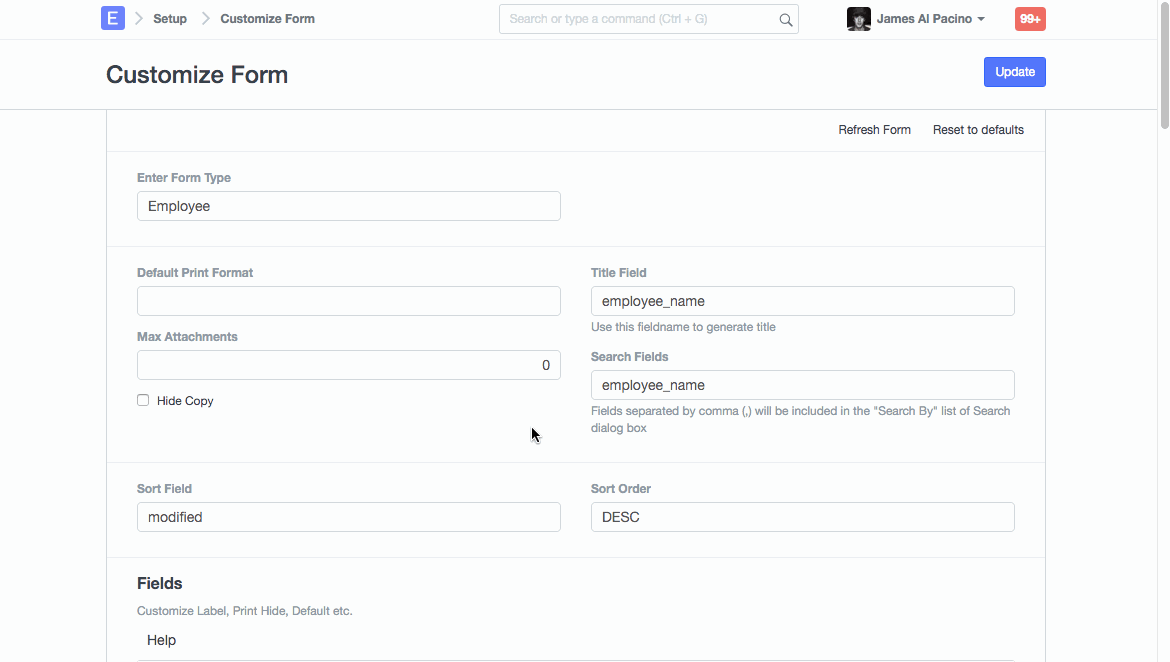 E Setup Customize Form Search or type a command (Ctrl + G) James Al Pacino 99+
Customize Form Update
Refresh Form Reset to defaults
Enter Form Type
Employee
Default Print Format
Max Attachments
0
Hide Copy
Title Field
employee_name
Use this fieldname to generate title
Search Fields
employee_name
Fields separated by comma (,) will be included in the "Search By" list of Search
dialog box
Sort Field
modified
Sort Order
DESC
Fields
Customize Label, Print Hide, Default etc.
Help